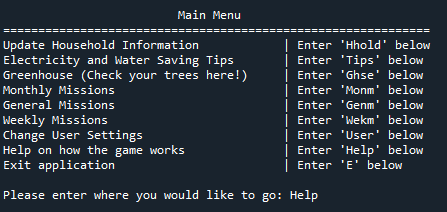 Main Menu
=============================================================
Update Household Information | Enter 'Hhold' below
Electricity and Water Saving Tips | Enter 'Tips' below
Greenhouse (Check your trees here!) | Enter 'Ghse' below
Monthly Missions | Enter 'Monm' below
General Missions | Enter 'Genm' below
Weekly Missions | Enter 'Wekm' below
Change User Settings | Enter 'User' below
Help on how the game works | Enter 'Help' below
Exit application | Enter 'E' below
Please enter where you would like to go: Help